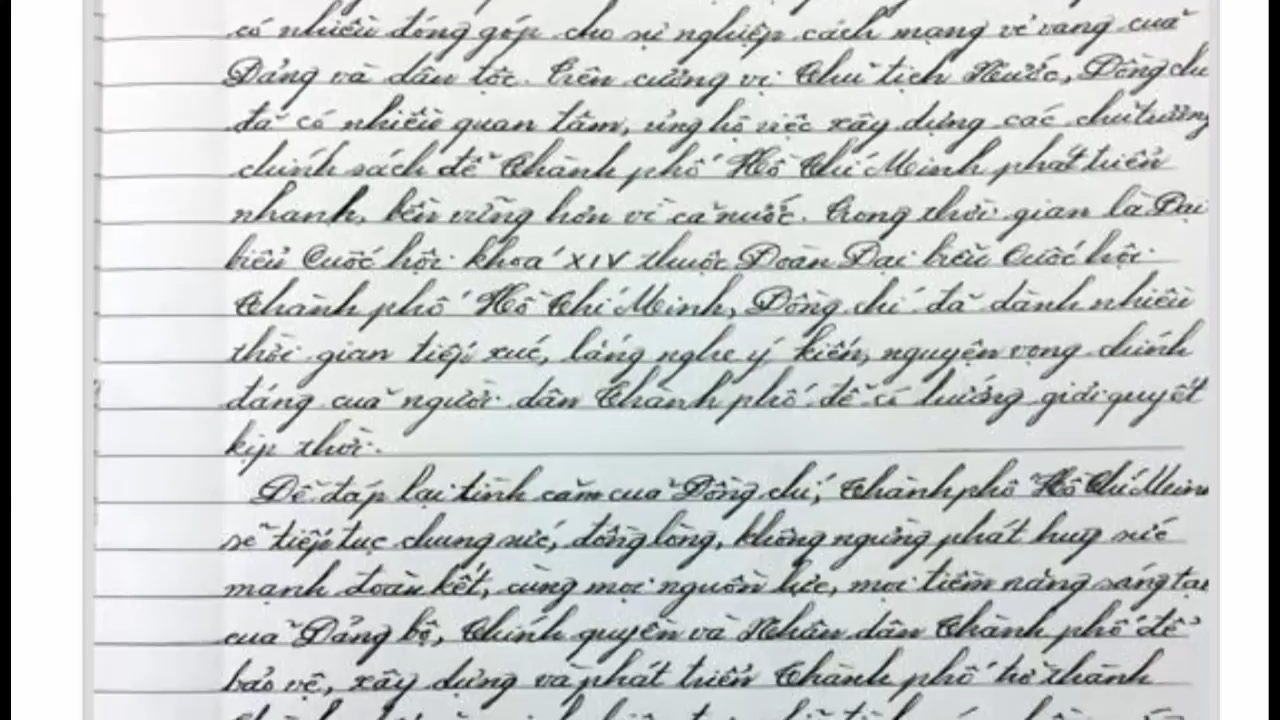 có nhiều đóng góp cho sự nghiệp cách mạng vẻ vang của
Đảng và dân tộc. Trên cương vị Chủ tịch Nước, Đồng chí
đã có nhiều quan tâm, ủng hộ việc xây dựng các chủ trương
chính sách để Thành phố Hồ Chí Minh phát triển
nhanh, bền vững hơn vì cả nước. Trong thời gian là Đại
biểu Quốc hội khoá XIV thuộc Đoàn Đại biểu Quốc hội
Thành phố Hồ Chí Minh, Đồng chí đã dành nhiều
thời gian tiếp xúc, lắng nghe ý kiến, nguyện vọng chính
đáng của người dân Thành phố để có hướng giải quyết
kịp thời.
Để đáp lại tình cảm của Đồng chí, Thành phố Hồ Chí Minh
sẽ tiếp tục chung sức, đồng lòng, không ngừng phát huy sức
mạnh đoàn kết, cùng mọi nguồn lực, mọi tiềm năng sáng tạo
của Đảng bộ, Chính quyền và Nhân dân Thành phố để
bảo vệ, xây dựng và phát triển Thành phố trở thành